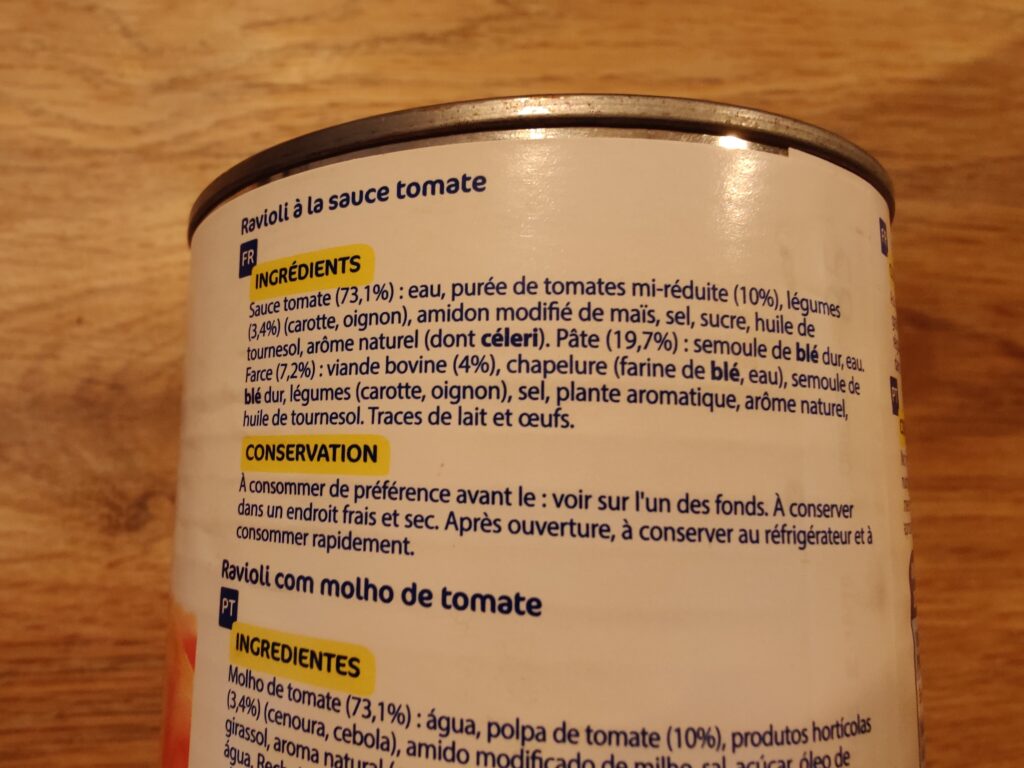 Ravioli à la sauce tomate
FR
INGRÉDIENTS
Sauce tomate (73,1%) : eau, purée de tomates mi-réduite (10%), légumes
(3,4%) (carotte, oignon), amidon modifié de maïs, sel, sucre, huile de
tournesol, arôme naturel (dont céleri). Pâte (19,7%) : semoule de blé dur, eau.
Farce (7,2%) : viande bovine (4%), chapelure (farine de blé, eau), semoule de
blé dur, légumes (carotte, oignon), sel, plante aromatique, arôme naturel,
huile de tournesol. Traces de lait et œufs.
CONSERVATION
À consommer de préférence avant le : voir sur l'un des fonds. À conserver
dans un endroit frais et sec. Après ouverture, à conserver au réfrigérateur et à
consommer rapidement.
Ravioli com molho de tomate
PT
INGREDIENTES
Molho de tomate (73,1%) : água, polpa de tomate (10%), produtos hortícolas
(3,4%) (cenoura, cebola), amido modificado de milho, sal, açúcar, óleo de
girassol, aroma natural
água.
FR
PT